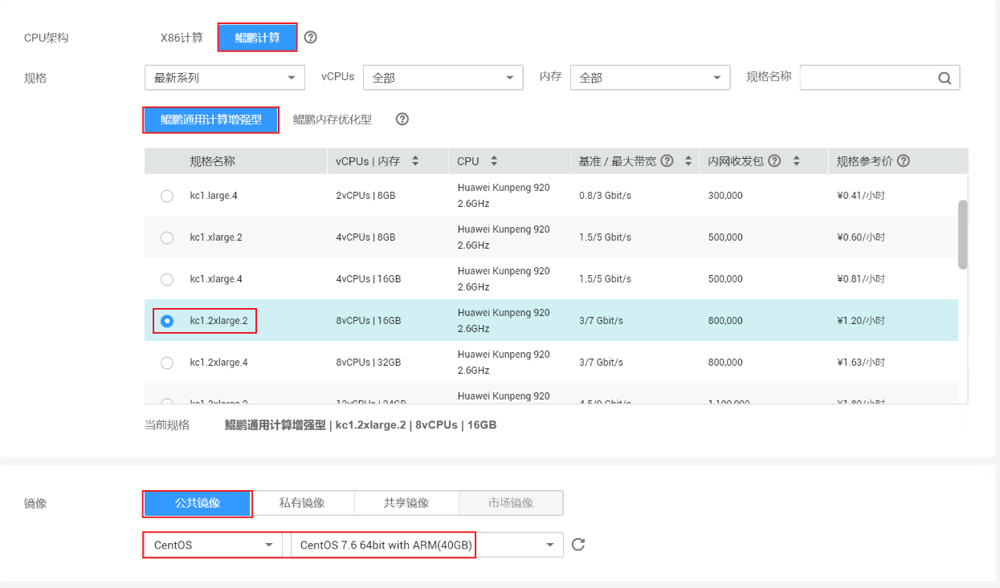 CPU架构 X86计算 鲲鹏计算 ?
规格 最新系列 vCPUs 全部 内存 全部 规格名称
鲲鹏通用计算增强型 鲲鹏内存优化型 ?
规格名称 vCPUs | 内存 CPU 基准 / 最大带宽 ? 内网收发包 ? 规格参考价 ?
kc1.large.4 2vCPUs | 8GB Huawei Kunpeng 920 2.6GHz 0.8/3 Gbit/s 300,000 ¥0.41/小时
kc1.xlarge.2 4vCPUs | 8GB Huawei Kunpeng 920 2.6GHz 1.5/5 Gbit/s 500,000 ¥0.60/小时
kc1.xlarge.4 4vCPUs | 16GB Huawei Kunpeng 920 2.6GHz 1.5/5 Gbit/s 500,000 ¥0.81/小时
kc1.2xlarge.2 8vCPUs | 16GB Huawei Kunpeng 920 2.6GHz 3/7 Gbit/s 800,000 ¥1.20/小时
kc1.2xlarge.4 8vCPUs | 32GB Huawei Kunpeng 920 2.6GHz 3/7 Gbit/s 800,000 ¥1.63/小时
Huawei Kunpeng 920
当前规格 鲲鹏通用计算增强型 | kc1.2xlarge.2 | 8vCPUs | 16GB
镜像 公共镜像 私有镜像 共享镜像 市场镜像
CentOS CentOS 7.6 64bit with ARM(40GB)